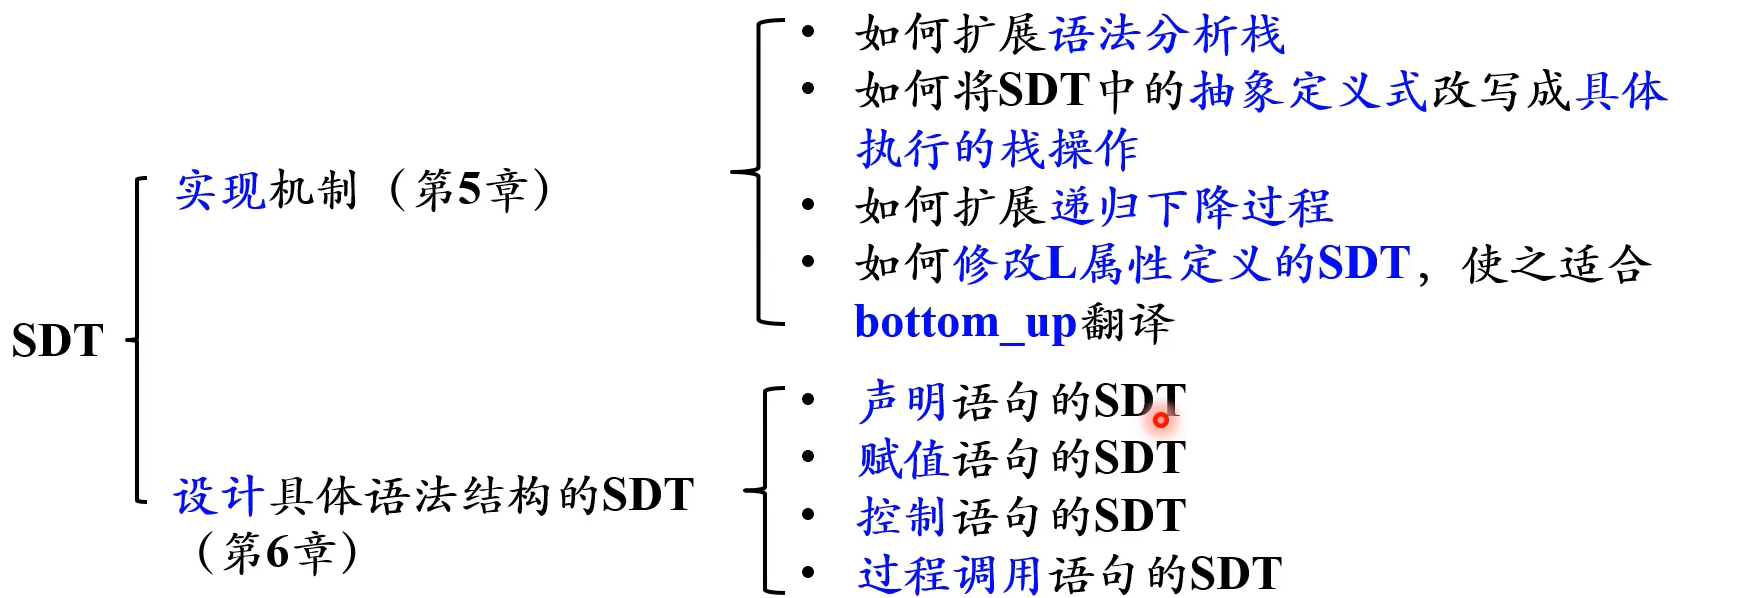 SDT
实现机制（第5章）
• 如何扩展语法分析栈
• 如何将SDT中的抽象定义式改写成具体
执行的栈操作
• 如何扩展递归下降过程
• 如何修改L属性定义的SDT，使之适合
bottom_up翻译
设计具体语法结构的SDT
（第6章）
• 声明语句的SDT
• 赋值语句的SDT
• 控制语句的SDT
• 过程调用语句的SDT